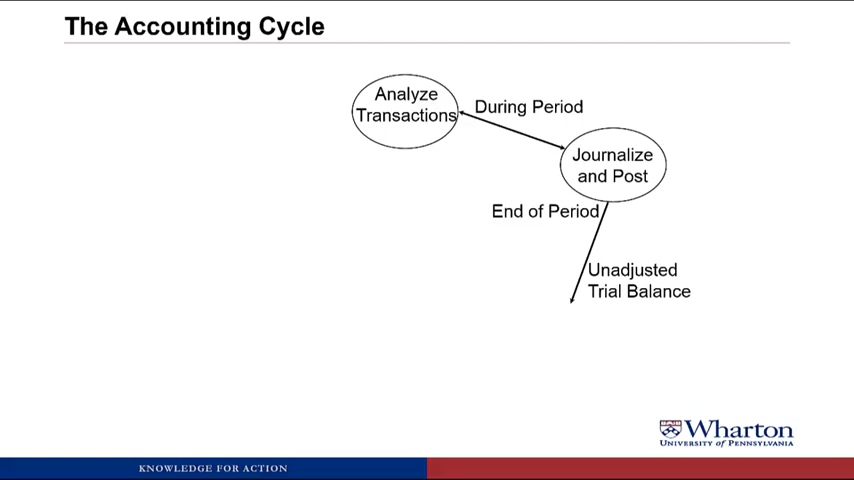 The Accounting Cycle
Analyze
Transactions
During Period
Journalize
and Post
End of Period
Unadjusted
Trial Balance
Wharton
UNIVERSITY OF PENNSYLVANIA
KNOWLEDGE FOR ACTION